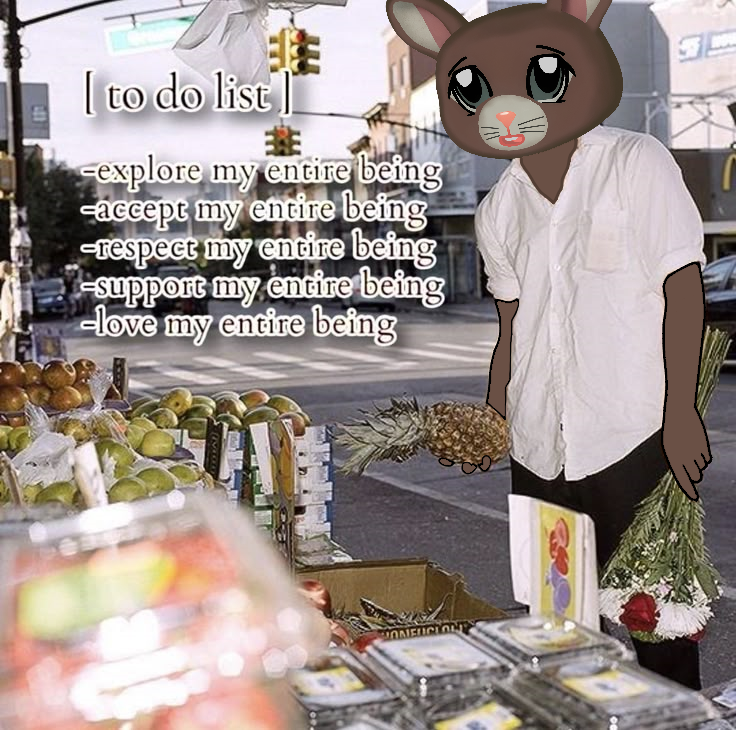 [ to do list ]
-explore my entire being
-accept my entire being
-respect my entire being
-support my entire being
-love my entire being